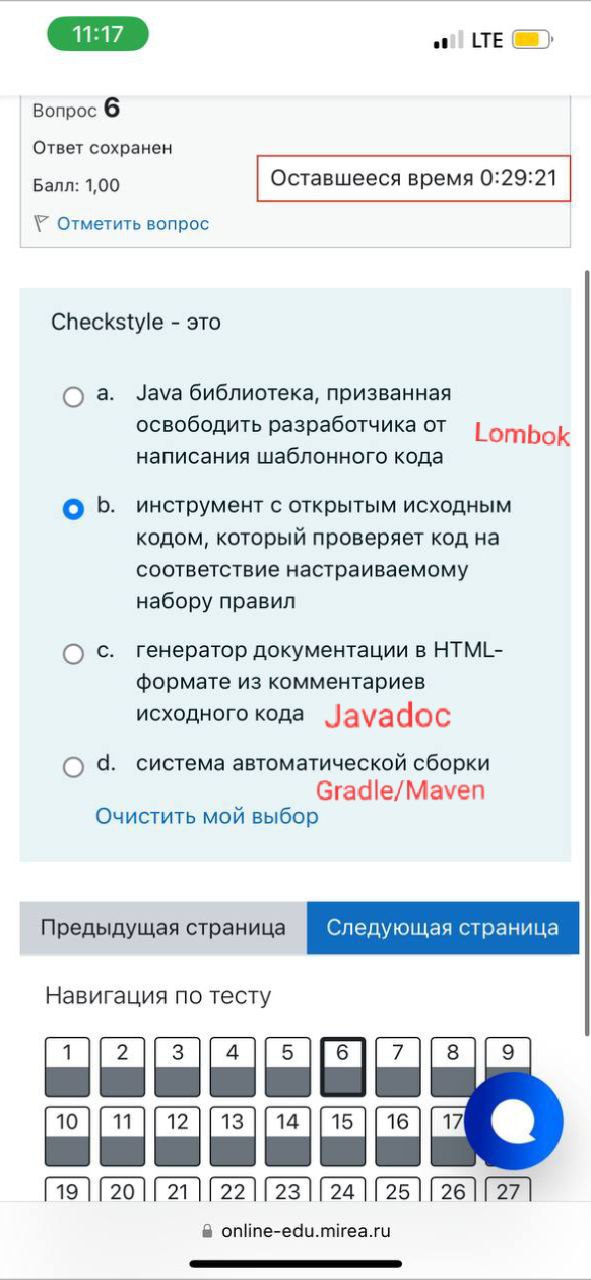 11:17
LTE
Вопрос 6
Ответ сохранен
Балл: 1,00
Оставшееся время 0:29:21
Отметить вопрос
Checkstyle - это
a. Java библиотека, призванная
освободить разработчика от
написания шаблонного кода
Lombok
b. инструмент с открытым исходным
кодом, который проверяет код на
соответствие настраиваемому
набору правил
c. генератор документации в HTML-
формате из комментариев
исходного кода Javadoc
d. система автоматической сборки
Gradle/Maven
Очистить мой выбор
Предыдущая страница Следующая страница
Навигация по тесту
1 2 3 4 5 6 7 8 9
10 11 12 13 14 15 16 17
19 20 21 22 23 24 25 26 27
online-edu.mirea.ru